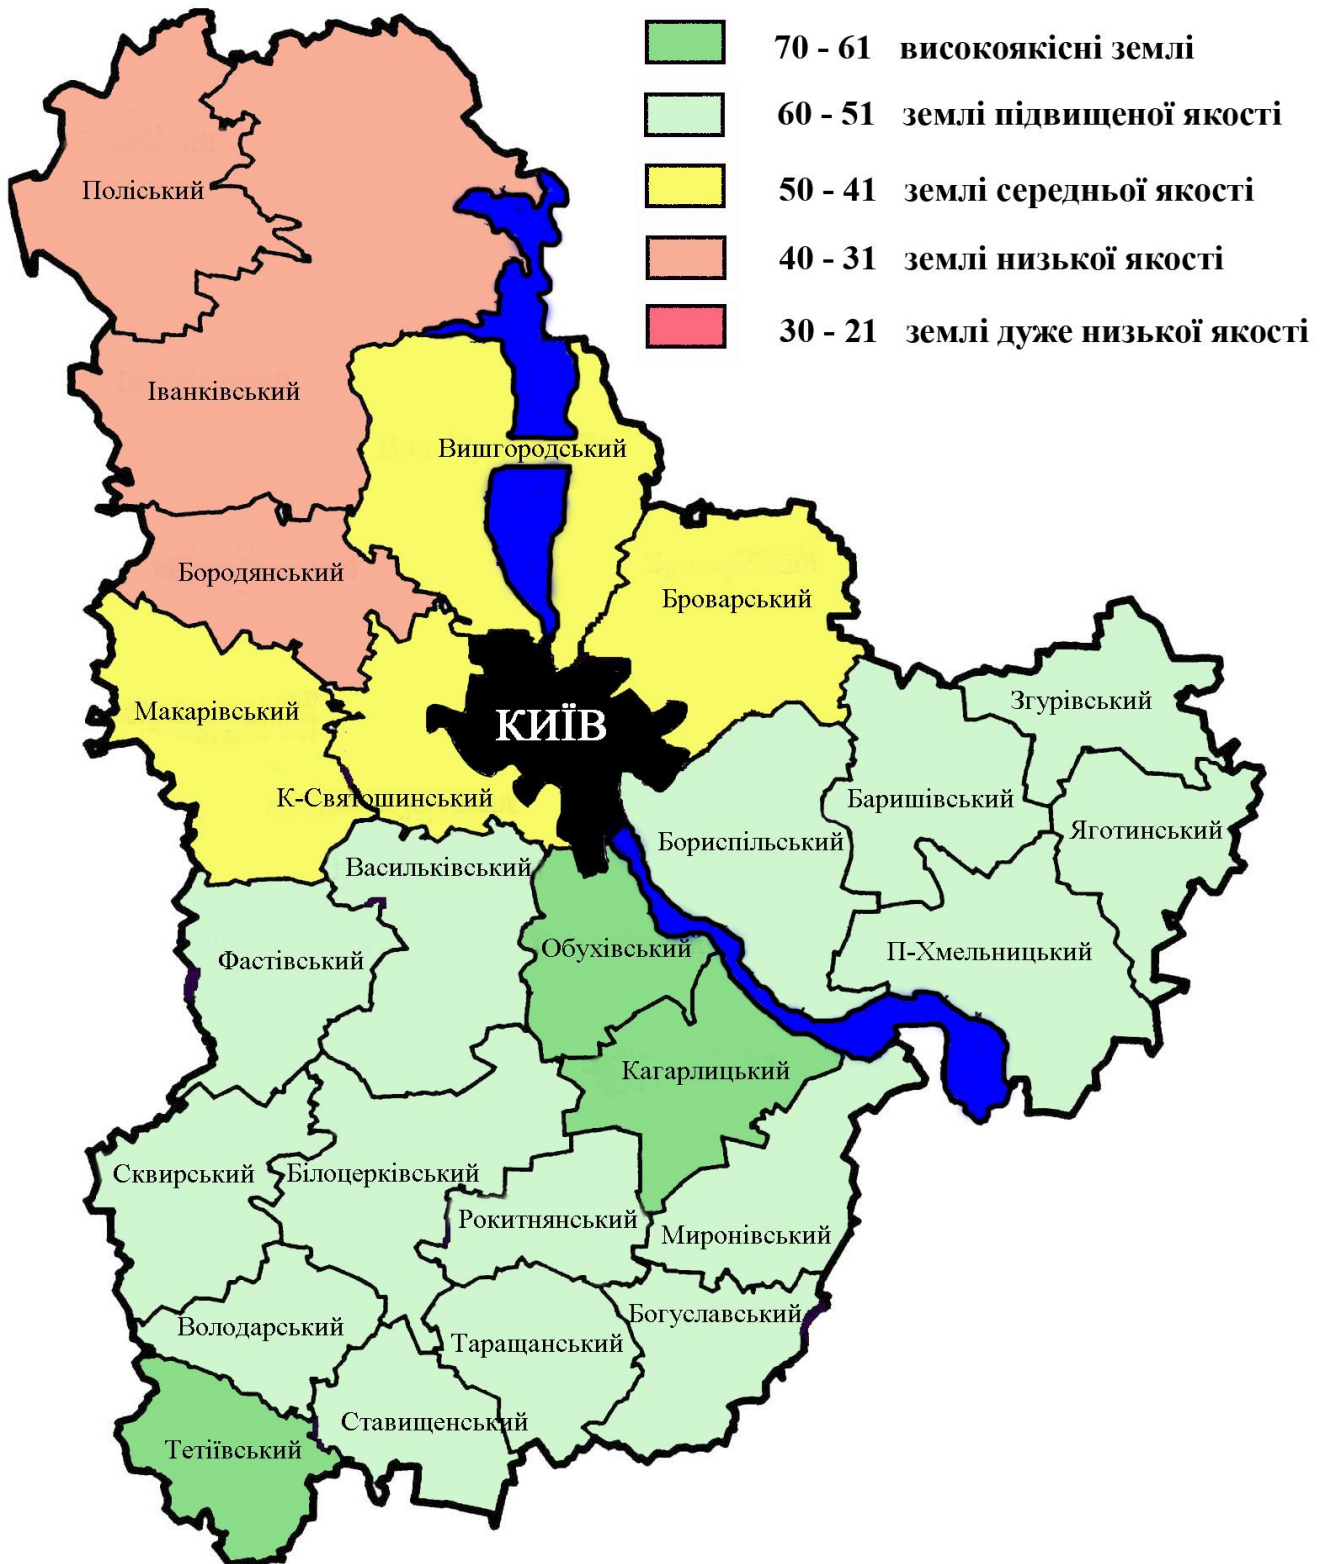 70 - 61 високоякісні землі
60 - 51 землі підвищеної якості
50 - 41 землі середньої якості
40 - 31 землі низької якості
30 - 21 землі дуже низької якості
Поліський
Іванківський
Вишгородський
Бородянський
Броварський
Макарівський
КИЇВ
Згурівський
К-Святошинський
Баришівський
Яготинський
Бориспільський
Васильківський
Обухівський
П-Хмельницький
Фастівський
Кагарлицький
Сквирський
Білоцерківський
Рокитнянський
Миронівський
Володарський
Таращанський
Богуславський
Ставищенський
Тетіївський